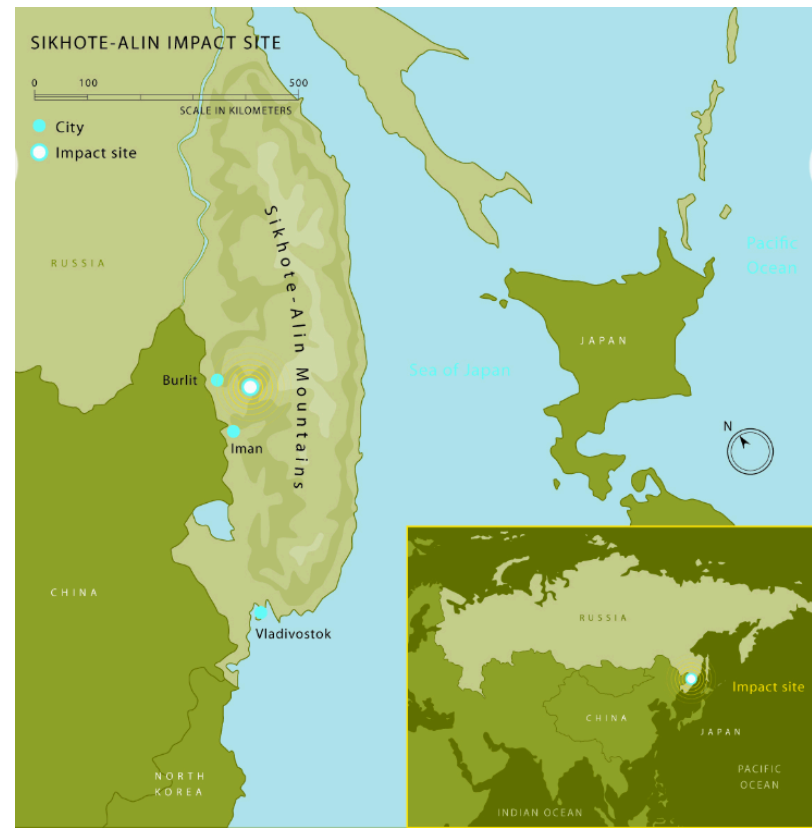 SIKHOTE-ALIN IMPACT SITE
0 100 500
SCALE IN KILOMETERS
City
Impact site
RUSSIA
Sikhote-Alin Mountains
Pacific
Ocean
JAPAN
Sea of Japan
Burlit
Iman
N
CHINA
Vladivostok
NORTH
KOREA
RUSSIA
Impact site
CHINA
JAPAN
PACIFIC
OCEAN
INDIAN OCEAN